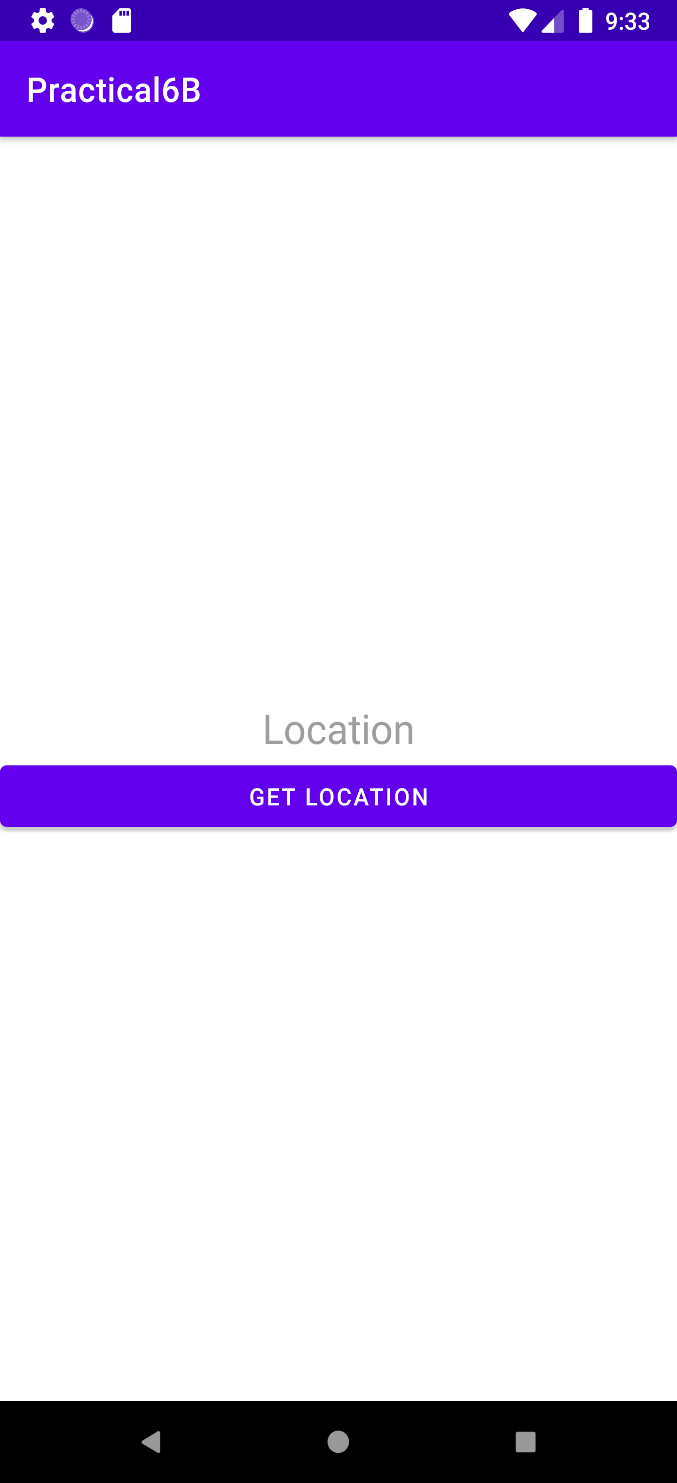 9:33
Practical6B
Location
GET LOCATION